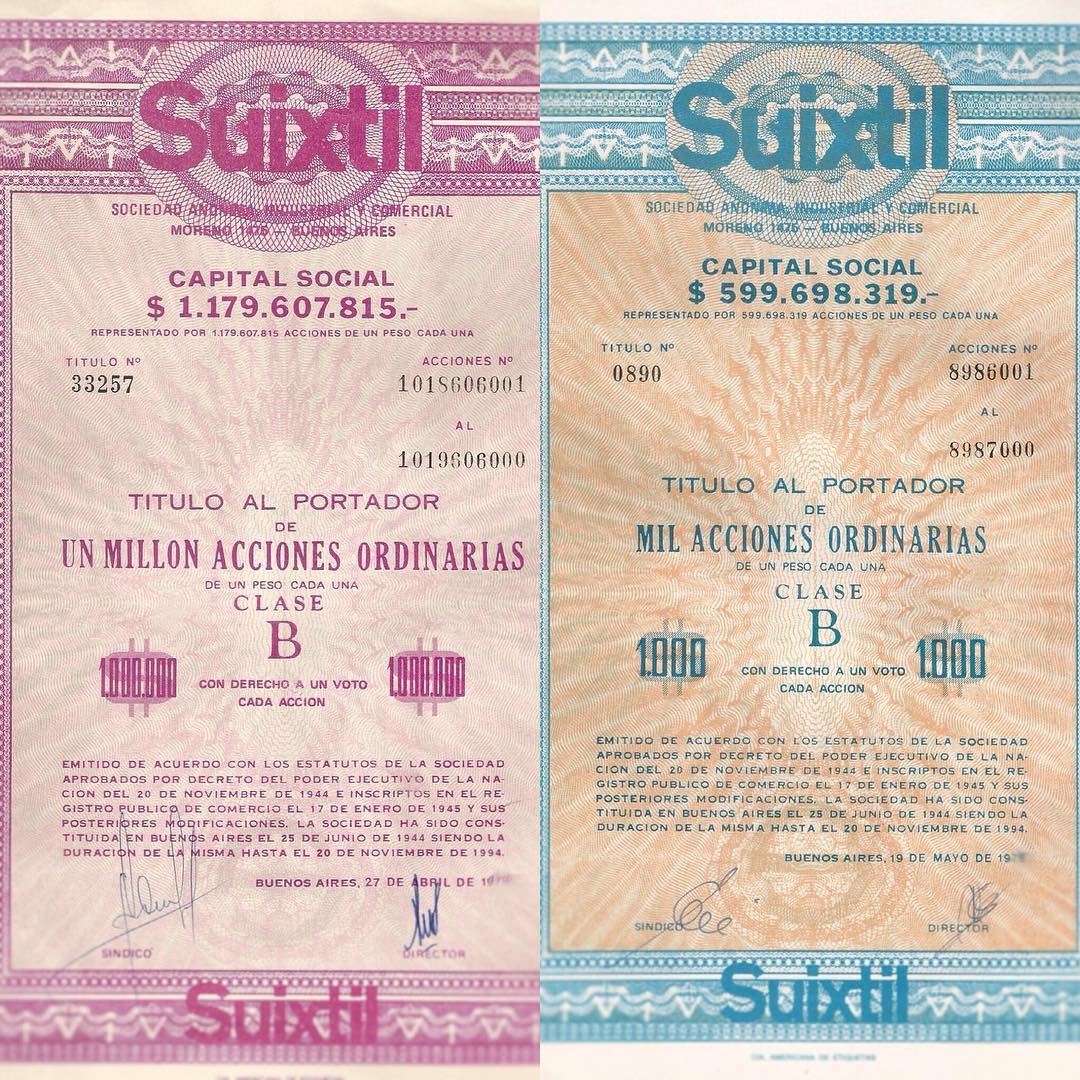 Suixtil
SOCIEDAD ANONIMA, INDUSTRIAL Y COMERCIAL
MORENO 1475 — BUENOS AIRES
CAPITAL SOCIAL
$ 1.179.607.815.-
REPRESENTADO POR 1.179.607.815 ACCIONES DE UN PESO CADA UNA
TITULO Nº
33257
ACCIONES Nº
1018606001
AL
1019606000
TITULO AL PORTADOR
DE
UN MILLON ACCIONES ORDINARIAS
DE UN PESO CADA UNA
CLASE
B
1.000.000
CON DERECHO A UN VOTO
CADA ACCION
1.000.000
EMITIDO DE ACUERDO CON LOS ESTATUTOS DE LA SOCIEDAD
APROBADOS POR DECRETO DEL PODER EJECUTIVO DE LA NA-
CION DEL 20 DE NOVIEMBRE DE 1944 E INSCRIPTOS EN EL RE-
GISTRO PUBLICO DE COMERCIO EL 17 DE ENERO DE 1945 Y SUS
POSTERIORES MODIFICACIONES. LA SOCIEDAD HA SIDO CONS-
TITUIDA EN BUENOS AIRES EL 25 DE JUNIO DE 1944 SIENDO LA
DURACION DE LA MISMA HASTA EL 20 DE NOVIEMBRE DE 1994.
BUENOS AIRES, 27 DE ABRIL DE
SINDICO
DIRECTOR
Suixtil
Suixtil
SOCIEDAD ANONIMA, INDUSTRIAL Y COMERCIAL
MORENO 1475 — BUENOS AIRES
CAPITAL SOCIAL
$ 599.698.319.-
REPRESENTADO POR 599.698.319 ACCIONES DE UN PESO CADA UNA
TITULO Nº
0890
ACCIONES Nº
8986001
AL
8987000
TITULO AL PORTADOR
DE
MIL ACCIONES ORDINARIAS
DE UN PESO CADA UNA
CLASE
B
1.000
CON DERECHO A UN VOTO
CADA ACCION
1.000
EMITIDO DE ACUERDO CON LOS ESTATUTOS DE LA SOCIEDAD
APROBADOS POR DECRETO DEL PODER EJECUTIVO DE LA NA-
CION DEL 20 DE NOVIEMBRE DE 1944 E INSCRIPTOS EN EL RE-
GISTRO PUBLICO DE COMERCIO EL 17 DE ENERO DE 1945 Y SUS
POSTERIORES MODIFICACIONES. LA SOCIEDAD HA SIDO CONS-
TITUIDA EN BUENOS AIRES EL 25 DE JUNIO DE 1944 SIENDO LA
DURACION DE LA MISMA HASTA EL 20 DE NOVIEMBRE DE 1994.
BUENOS AIRES, 19 DE MAYO DE
SINDICO
DIRECTOR
Suixtil
CIA. AMERICANA DE ETIQUETAS